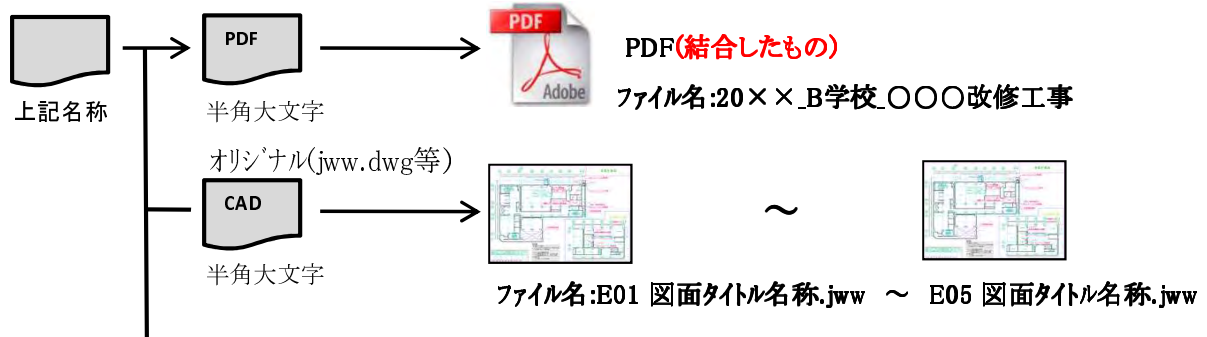 PDF
PDF
Adobe
PDF(結合したもの)
上記名称
半角大文字
ファイル名:20××_B学校_〇〇〇改修工事
オリジナル(jww.dwg等)
CAD
～
半角大文字
ファイル名:E01 図面タイトル名称.jww ～ E05 図面タイトル名称.jww